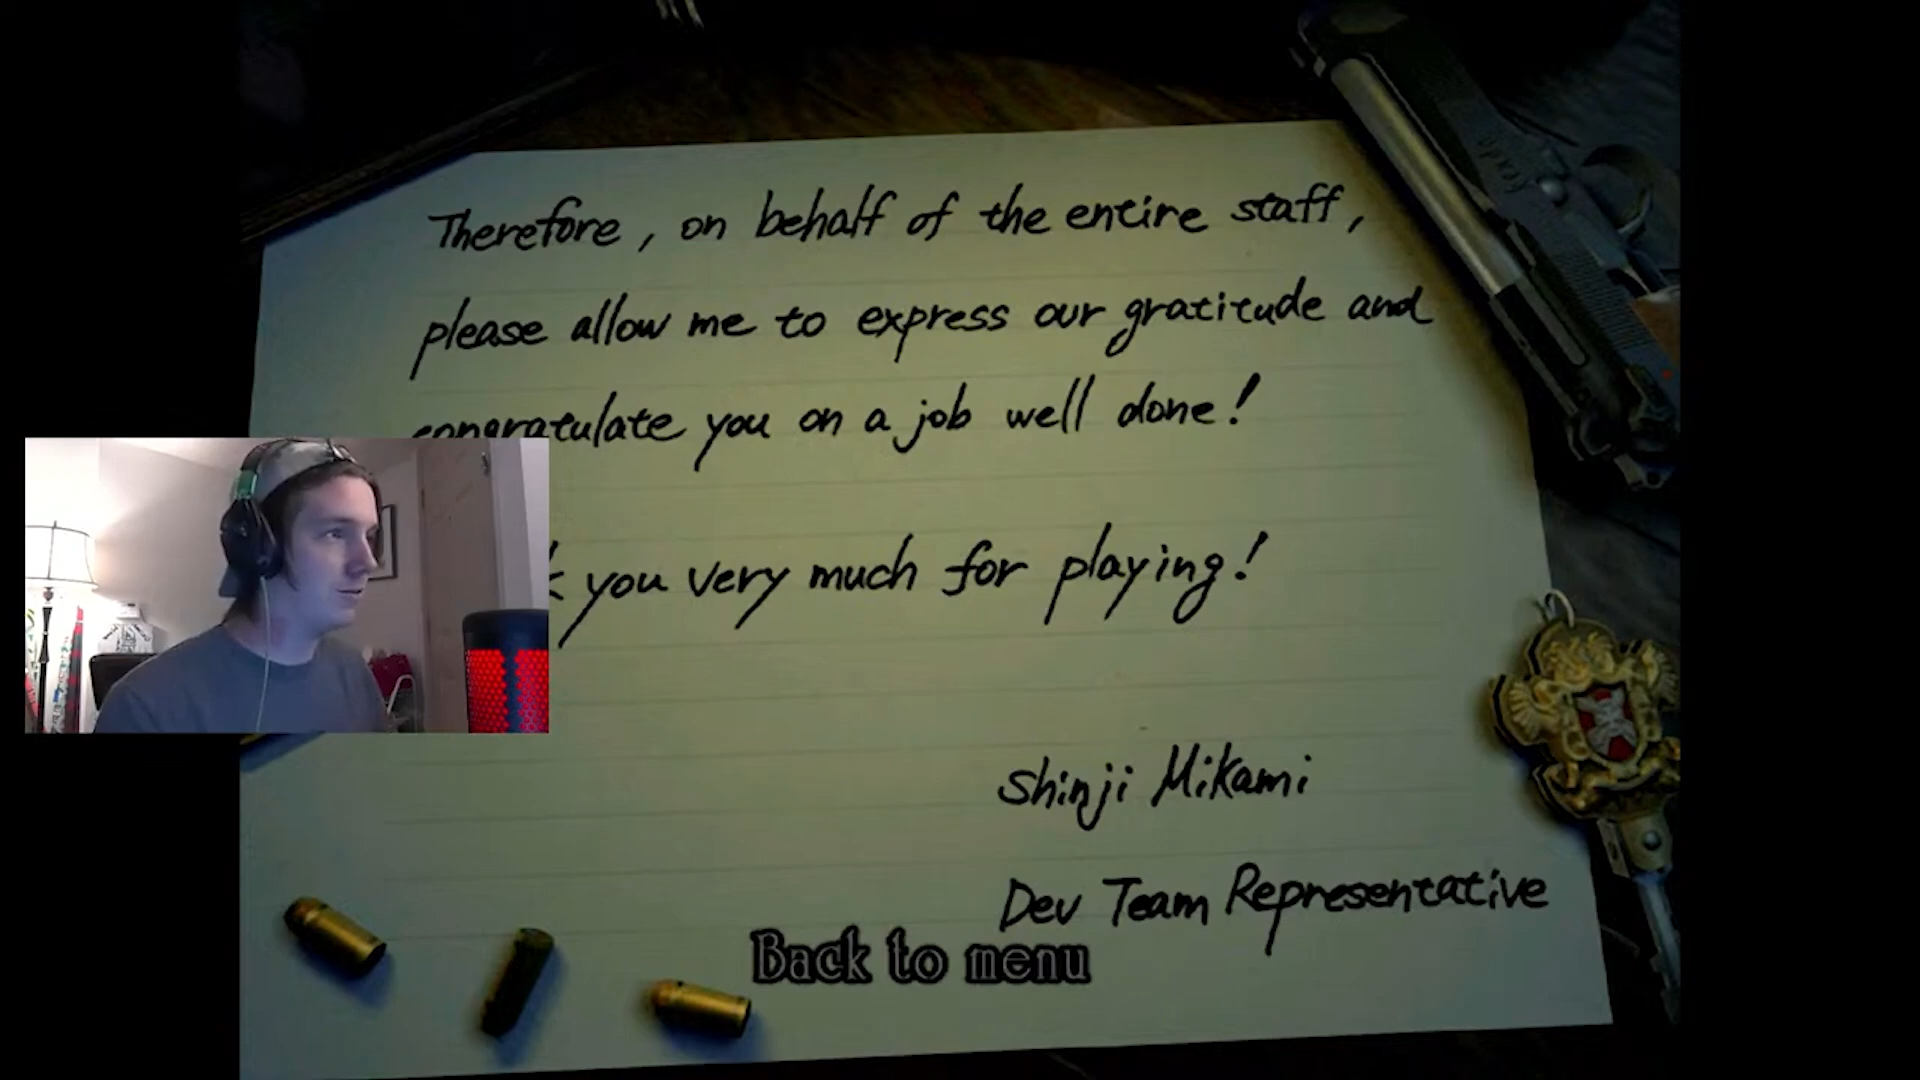 Therefore, on behalf of the entire staff,
please allow me to express our gratitude and
congratulate you on a job well done!
you very much for playing!
Shinji Mikami
Dev Team Representative
Back to menu